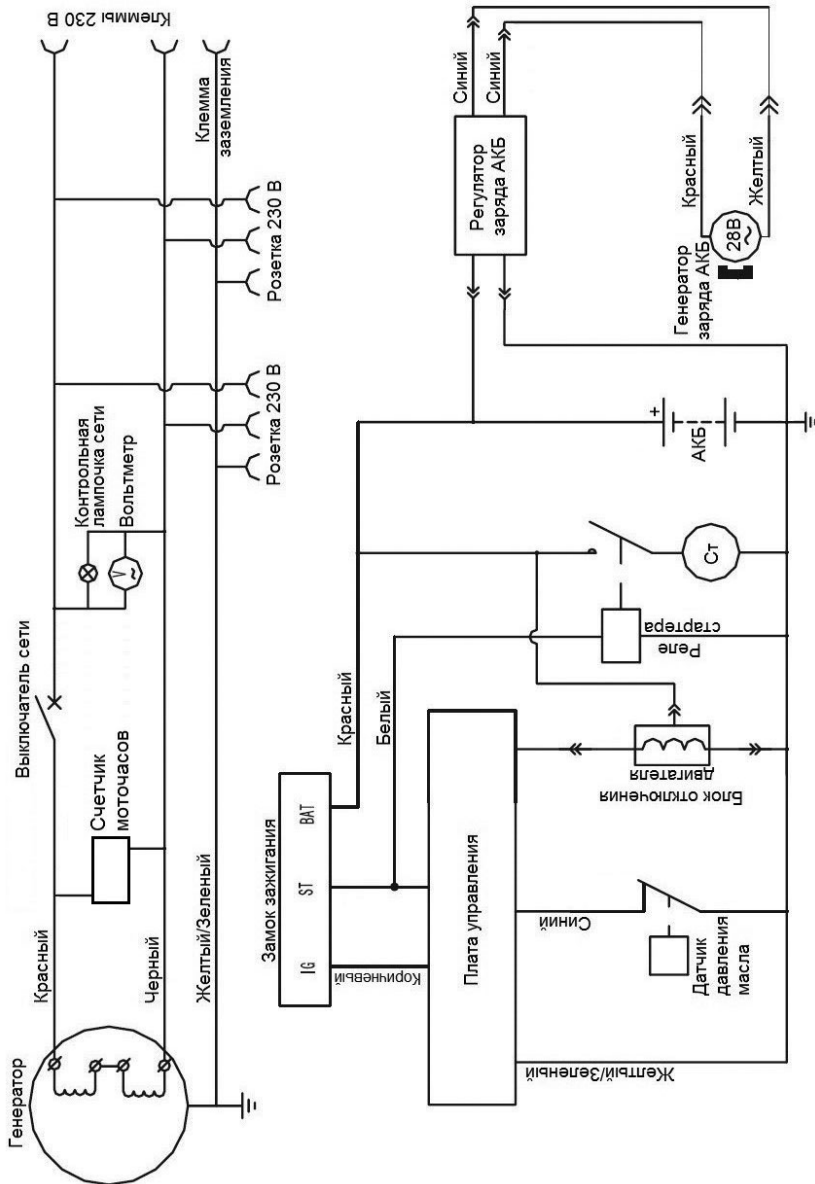 Генератор
Красный
Черный
Желтый/Зеленый
Счетчик
моточасов
Выключатель сети
Контрольная
лампочка сети
Вольтметр
V
Розетка 230 В
Розетка 230 В
Клемма
заземления
Клеммы 230 В
Замок зажигания
IG
ST
BAT
Коричневый
Красный
Белый
Плата управления
Желтый/Зеленый
Синий
Датчик
давления
масла
Блок отключения
двигателя
Реле
стартера
Ст
+
АКБ
Регулятор
заряда АКБ
Синий
Синий
Красный
Желтый
Генератор
заряда АКБ
28В